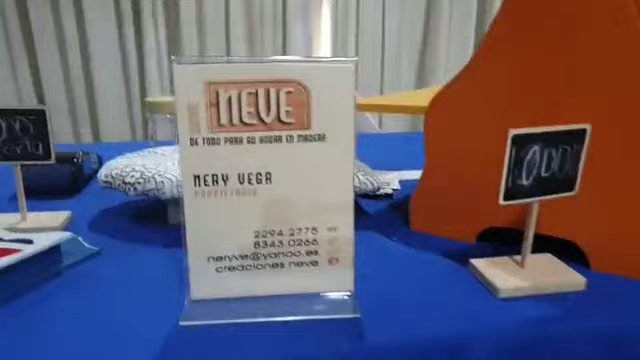 NEVE
DE TODO PARA SU HOGAR EN MADERA
NERY VEGA
PROPIETARIA
2294.2775
8343.0266
neryve@yahoo.es
creaciones neve